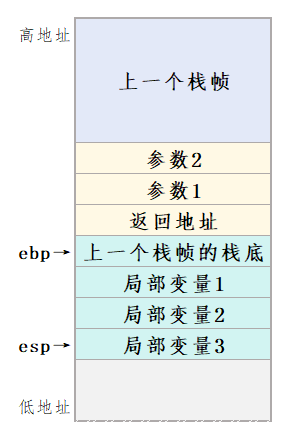 高地址
上一个栈帧
参数2
参数1
返回地址
ebp→ 上一个栈帧的栈底
局部变量1
局部变量2
esp→ 局部变量3
低地址